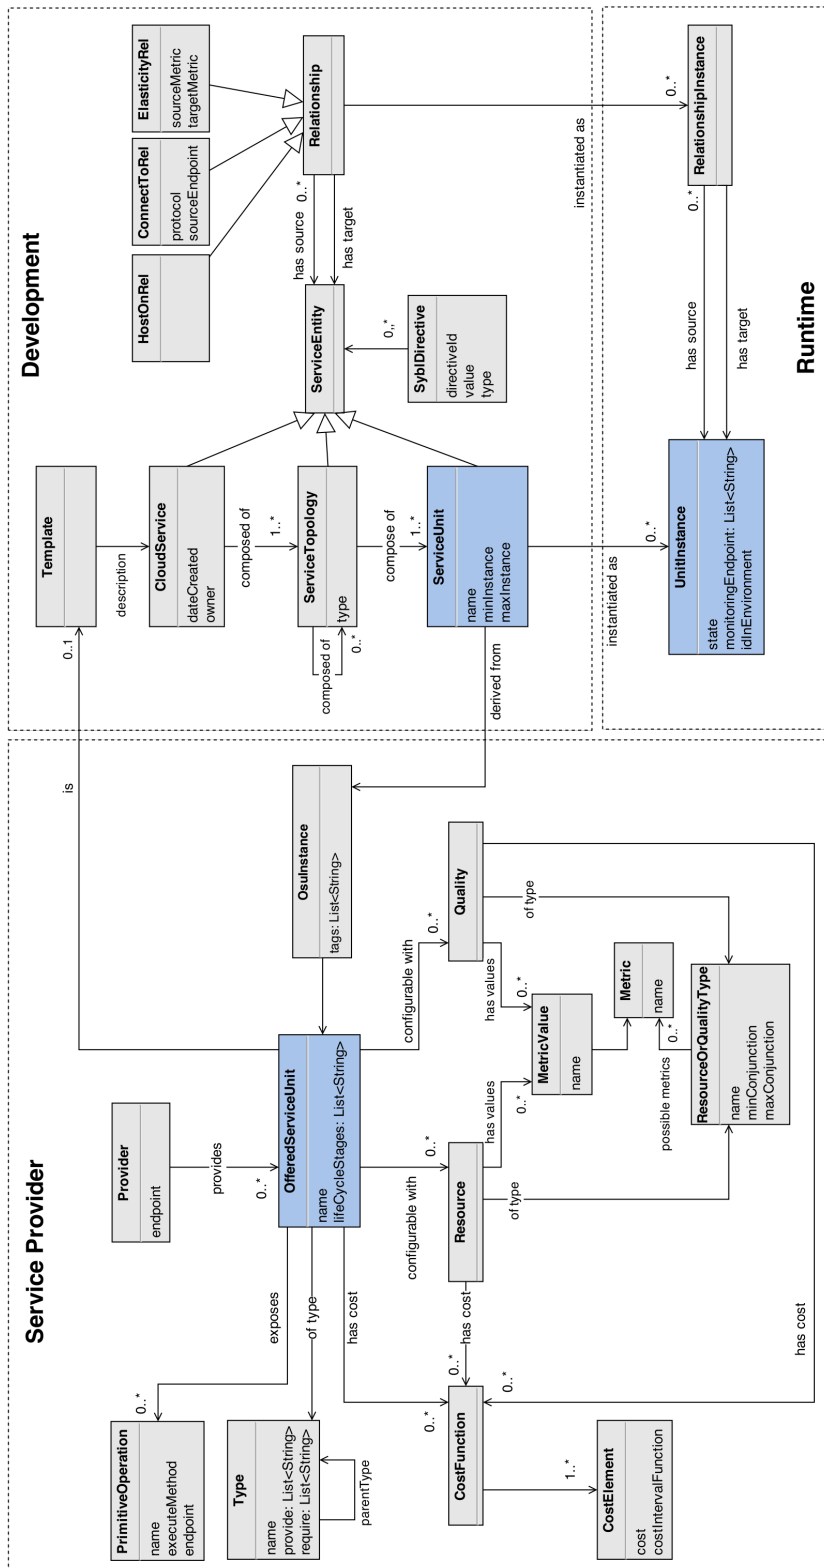 Service Provider
Development
Runtime
PrimitiveOperation
name
executeMethod
endpoint
Type
name
provide: List<String>
require: List<String>
parentType
Provider
endpoint
provides
0..*
exposes
0..*
of type
has cost
0..*
OfferedServiceUnit
name
lifeCycleStages: List<String>
is
0..1
OsuInstance
tags: List<String>
derived from
configurable with
0..*
configurable with
0..*
Resource
Quality
has cost
0..*
has values
0..*
has values
0..*
of type
of type
MetricValue
name
Metric
name
possible metrics
0..*
ResourceOrQualityType
name
minConjunction
maxConjunction
CostFunction
0..*
has cost
1..*
CostElement
cost
costIntervalFunction
Template
description
CloudService
dateCreated
owner
composed of
1..*
ServiceTopology
type
composed of
0..*
compose of
1..*
ServiceUnit
name
minInstance
maxInstance
HostOnRel
ConnectToRel
protocol
sourceEndpoint
ElasticityRel
sourceMetric
targetMetric
Relationship
0..*
has source
has target
ServiceEntity
0,,*
SyblDirective
directiveId
value
type
instantiated as
0..*
instantiated as
0..*
UnitInstance
state
monitoringEndpoint: List<String>
idInEnvironment
has source
has target
0..*
RelationshipInstance